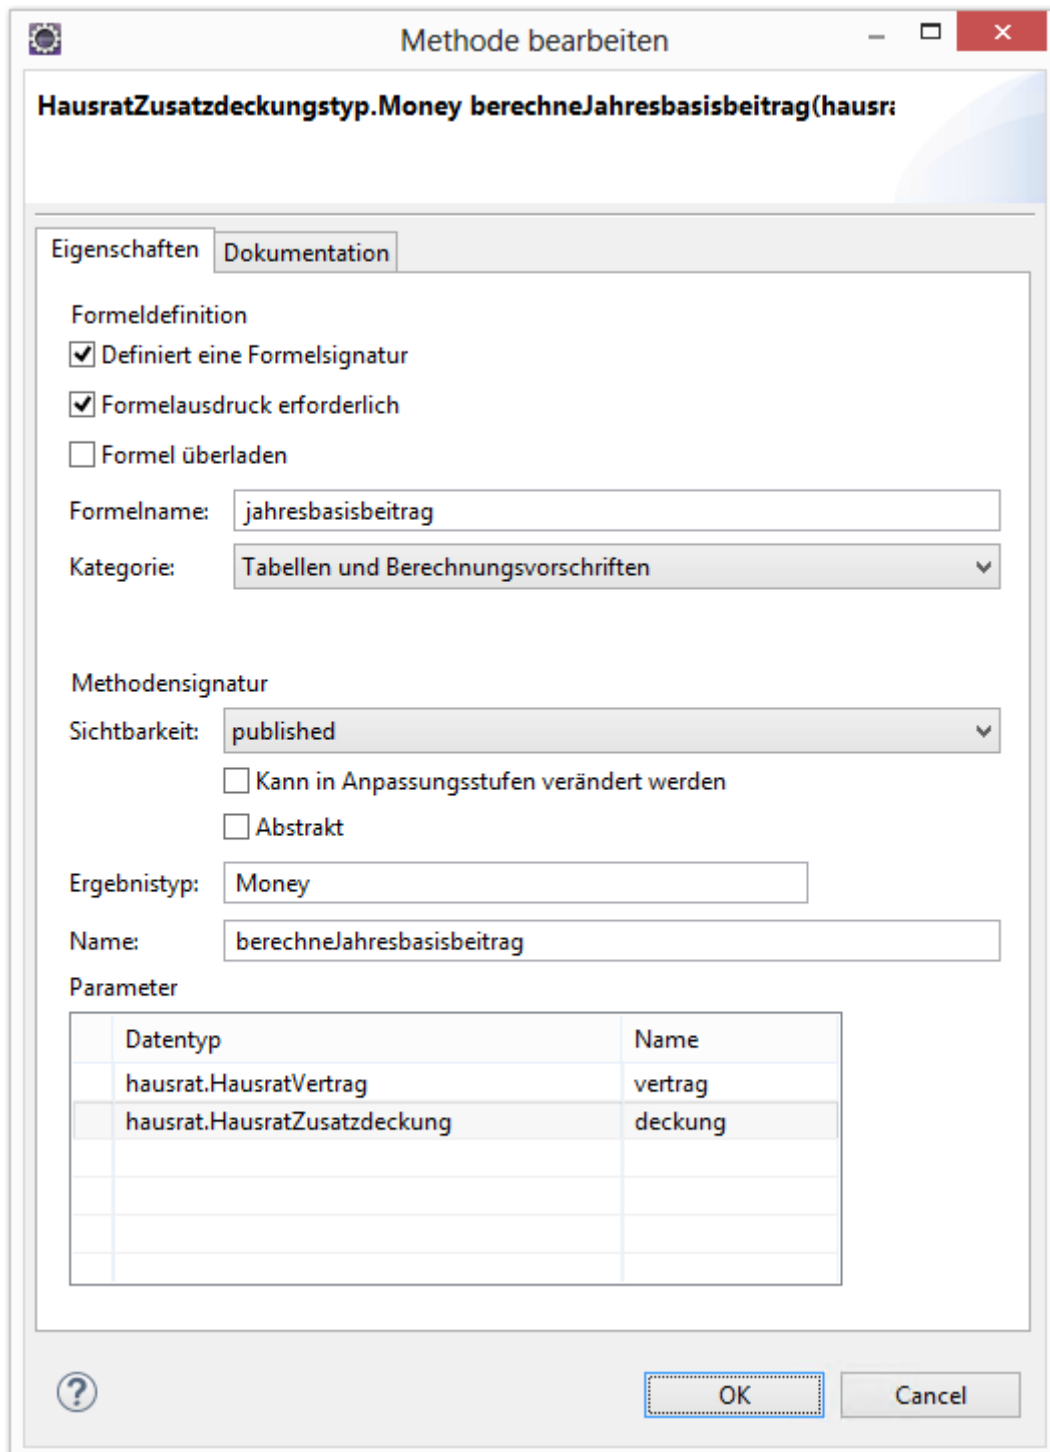 Methode bearbeiten
HausratZusatzdeckungstyp.Money berechneJahresbasisbeitrag(hausra
Eigenschaften Dokumentation
Formeldefinition
Definiert eine Formelsignatur
Formelausdruck erforderlich
Formel überladen
Formelname: jahresbasisbeitrag
Kategorie: Tabellen und Berechnungsvorschriften
Methodensignatur
Sichtbarkeit: published
Kann in Anpassungsstufen verändert werden
Abstrakt
Ergebnistyp: Money
Name: berechneJahresbasisbeitrag
Parameter
Datentyp Name
hausrat.HausratVertrag vertrag
hausrat.HausratZusatzdeckung deckung
OK Cancel